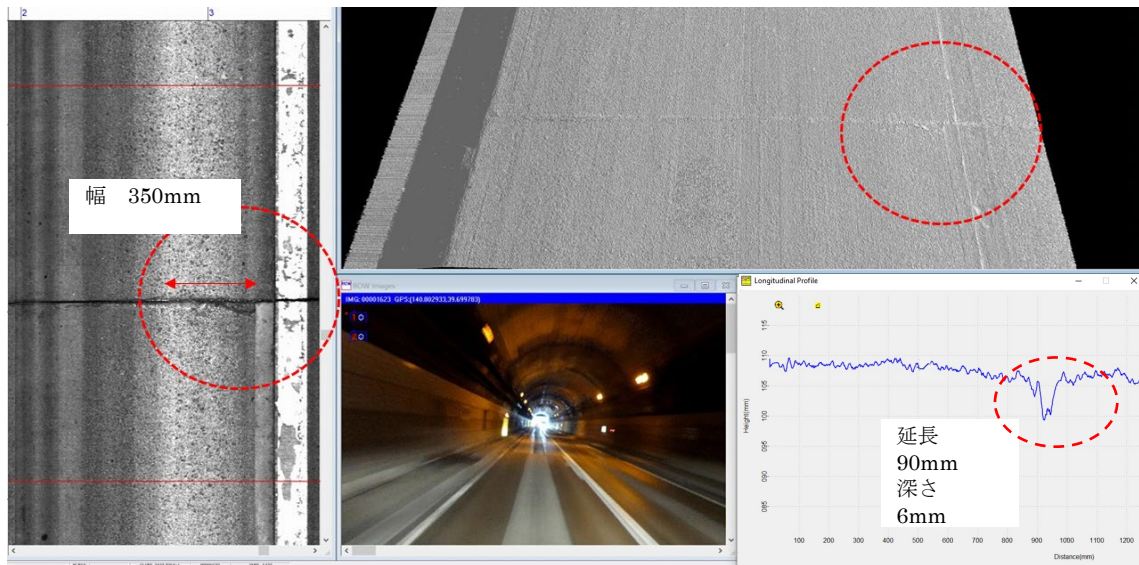 2 3
幅　350mm
ROW Images
IMG: 00001623 GPS:(140.802933,39.699783)
1
2
Longitudinal Profile
115
110
105
100
095
090
085
Height(mm)
延長
90mm
深さ
6mm
100 200 300 400 500 600 700 800 900 1000 1100 1200
Distance(mm)